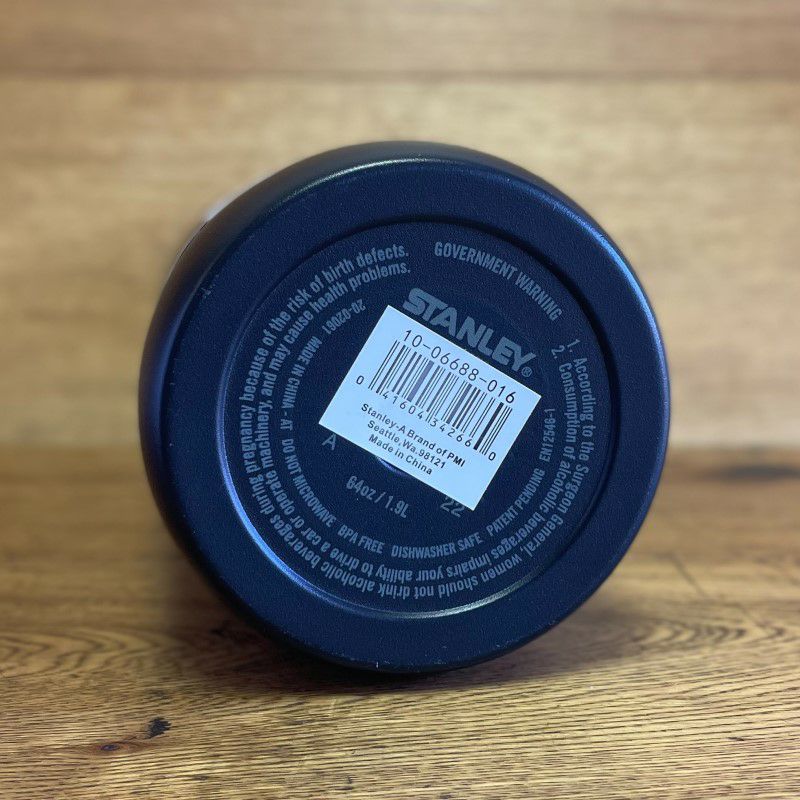 GOVERNMENT WARNING
1. According to the Surgeon General, women should not drink alcoholic beverages during pregnancy because of the risk of birth defects.
2. Consumption of alcoholic beverages impairs your ability to drive a car or operate machinery, and may cause health problems.
STANLEY®
10-06688-016
0 41604 34266 0
Stanley-A Brand of PMI
Seattle,Wa.98121
Made in China
A
22
64oz / 1.9L
20-02061 MADE IN CHINA - AT DO NOT MICROWAVE BPA FREE DISHWASHER SAFE PATENT PENDING EN12546-1